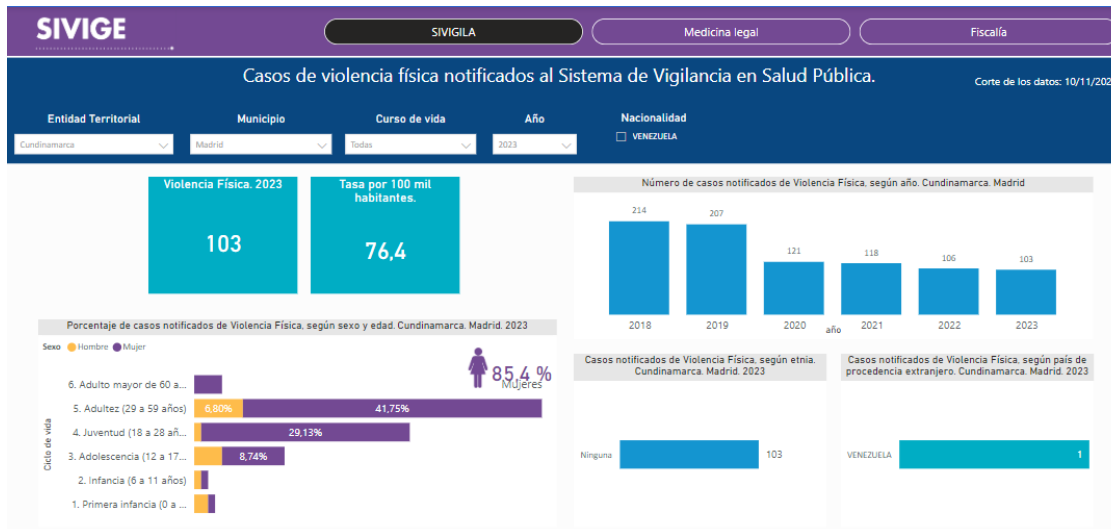 SIVIGE
SIVIGILA
Medicina legal
Fiscalía
Casos de violencia física notificados al Sistema de Vigilancia en Salud Pública.
Corte de los datos: 10/11/202
Entidad Territorial
Municipio
Curso de vida
Año
Nacionalidad
Cundinamarca
Madrid
Todas
2023
VENEZUELA
Violencia Física. 2023
103
Tasa por 100 mil
habitantes.
76,4
Número de casos notificados de Violencia Física, según año. Cundinamarca. Madrid
214
207
121
118
106
103
2018
2019
2020
año
2021
2022
2023
Porcentaje de casos notificados de Violencia Física, según sexo y edad. Cundinamarca. Madrid. 2023
Sexo Hombre Mujer
85,4 %
Mujeres
Ciclo de vida
6. Adulto mayor de 60 a...
5. Adultez (29 a 59 años) 6,80% 41,75%
4. Juventud (18 a 28 añ... 29,13%
3. Adolescencia (12 a 17... 8,74%
2. Infancia (6 a 11 años)
1. Primera infancia (0 a ...
Casos notificados de Violencia Física, según etnia.
Cundinamarca. Madrid. 2023
Ninguna 103
Casos notificados de Violencia Física, según país de
procedencia extranjero. Cundinamarca. Madrid. 2023
VENEZUELA 1